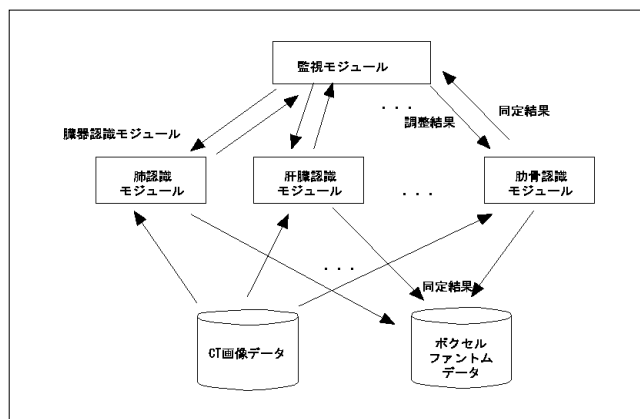 監視モジュール
・・・
同定結果
調整結果
臓器認識モジュール
肺認識
モジュール
肝臓認識
モジュール
・・・
肋骨認識
モジュール
・・・
同定結果
CT画像データ
ボクセル
ファントム
データ